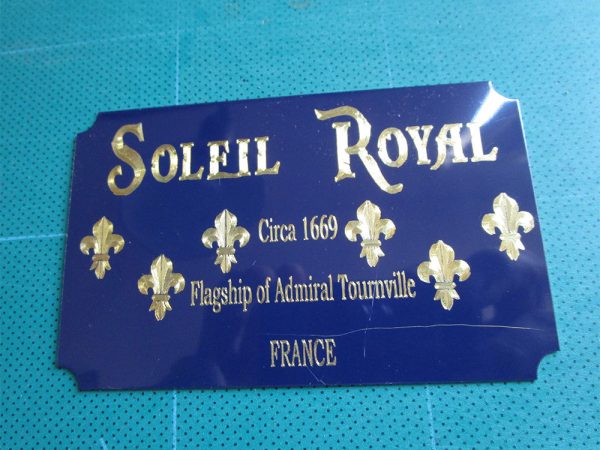 SOLEIL ROYAL
Circa 1669
Flagship of Admiral Tournville
FRANCE